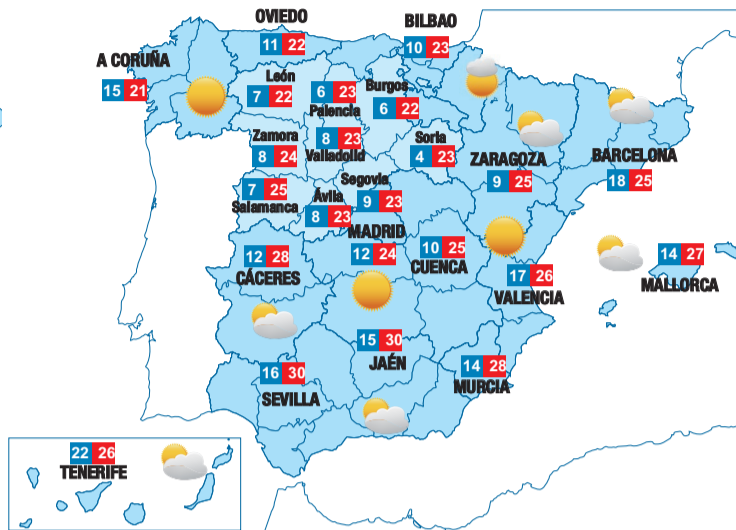 OVIEDO
11 22
BILBAO
10 23
A CORUÑA
15 21
León
7 22
6 23
Palencia
Burgos
6 22
Zamora
8 24
8 23
Valladolid
Soria
4 23
ZARAGOZA
9 25
BARCELONA
18 25
7 25
Salamanca
Ávila
8 23
Segovia
9 23
MADRID
12 24
10 25
CUENCA
12 28
CÁCERES
17 26
VALENCIA
14 27
MALLORCA
15 30
JAÉN
16 30
SEVILLA
14 28
MURCIA
22 26
TENERIFE